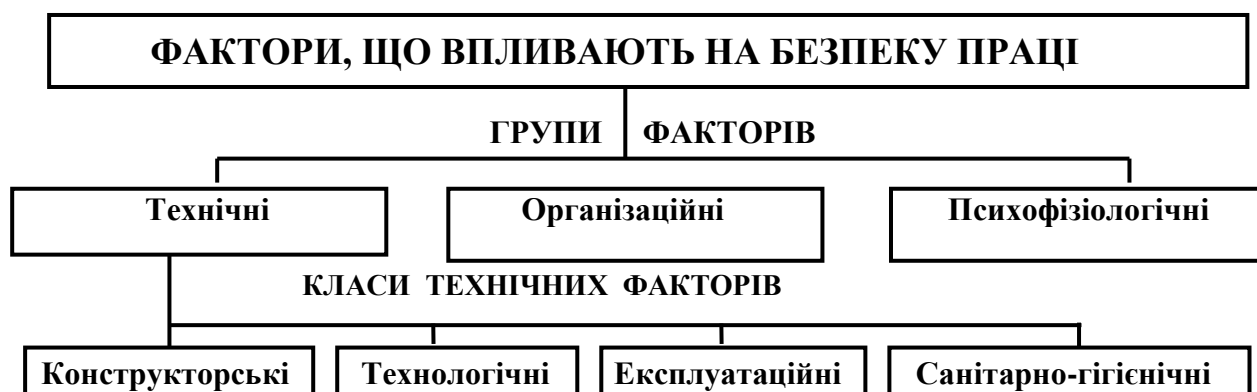 ФАКТОРИ, ЩО ВПЛИВАЮТЬ НА БЕЗПЕКУ ПРАЦІ
ГРУПИ ФАКТОРІВ
Технічні Організаційні Психофізіологічні
КЛАСИ ТЕХНІЧНИХ ФАКТОРІВ
Конструкторські Технологічні Експлуатаційні Санітарно-гігієнічні